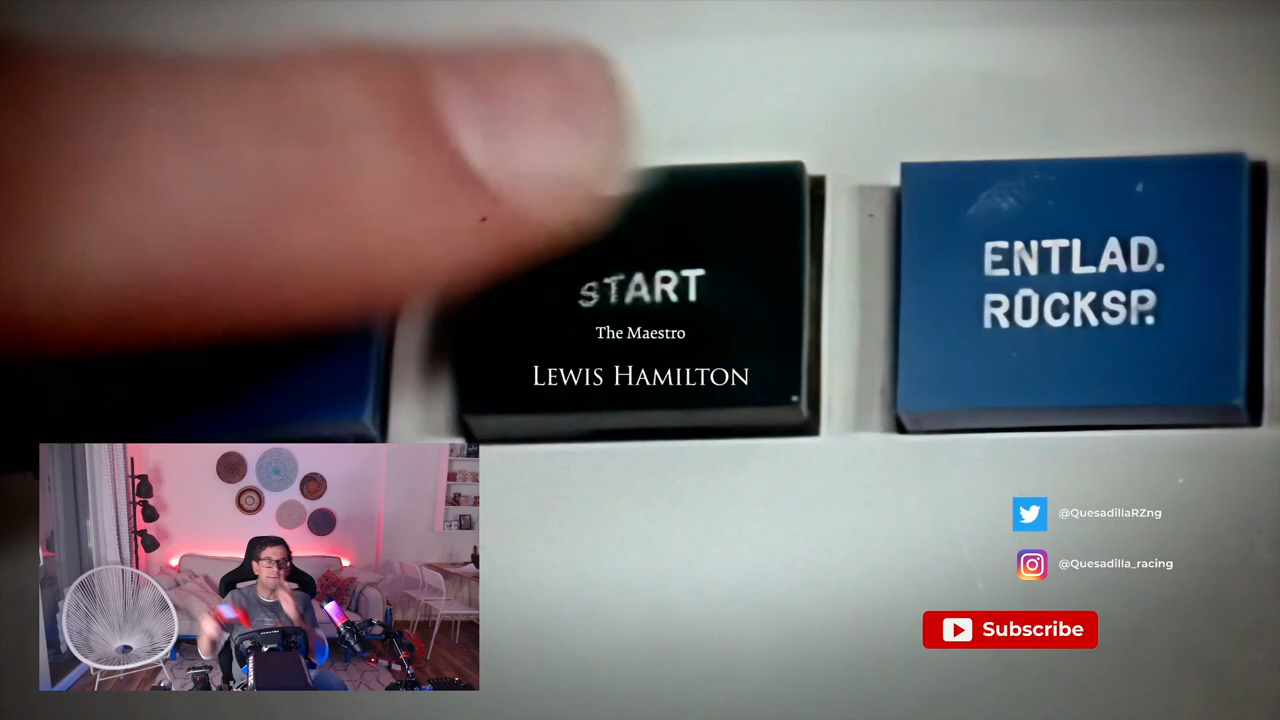 START
The Maestro
LEWIS HAMILTON
ENTLAD.
RÜCKSP.
@QuesadillaRZng
@Quesadilla_racing
Subscribe